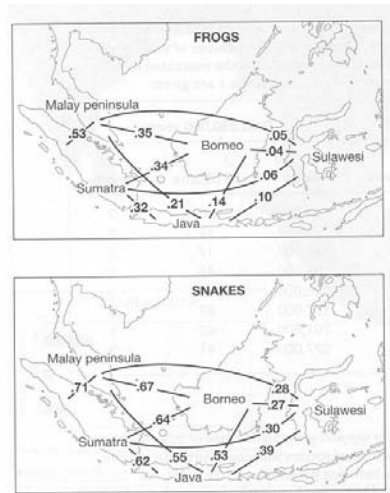 FROGS
Malay peninsula
.53
.35
.05
Borneo
.04
Sulawesi
.34
.06
Sumatra
.32
.21
.14
.10
Java
SNAKES
Malay peninsula
.71
.67
.28
Borneo
.27
Sulawesi
.64
.30
Sumatra
.62
.55
.53
.39
Java